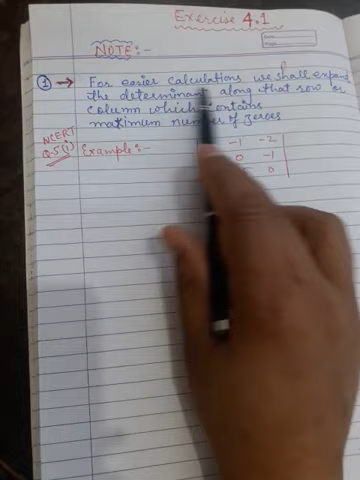 Exercise 4.1
NOTE:-
① → For easier calculations we shall expand
the determinant along that row or
column which contains
maximum number of zeroes
NCERT
Q.5(i) Example:-
-1 -2
0 -1
0